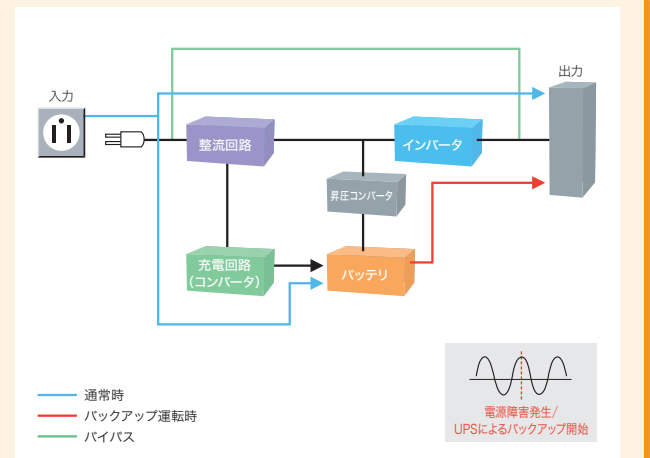 入力
出力
整流回路
インバータ
昇圧コンバータ
充電回路
（コンバータ）
バッテリ
通常時
バックアップ運転時
バイパス
電源障害発生/
UPSによるバックアップ開始